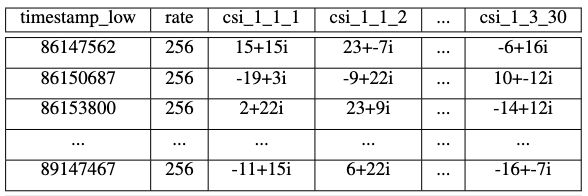 timestamp_low rate csi_1_1_1 csi_1_1_2 ... csi_1_3_30
86147562 256 15+15i 23+-7i ... -6+16i
86150687 256 -19+3i -9+22i ... 10+-12i
86153800 256 2+22i 23+9i ... -14+12i
... ... ... ... ... ...
89147467 256 -11+15i 6+22i ... -16+-7i